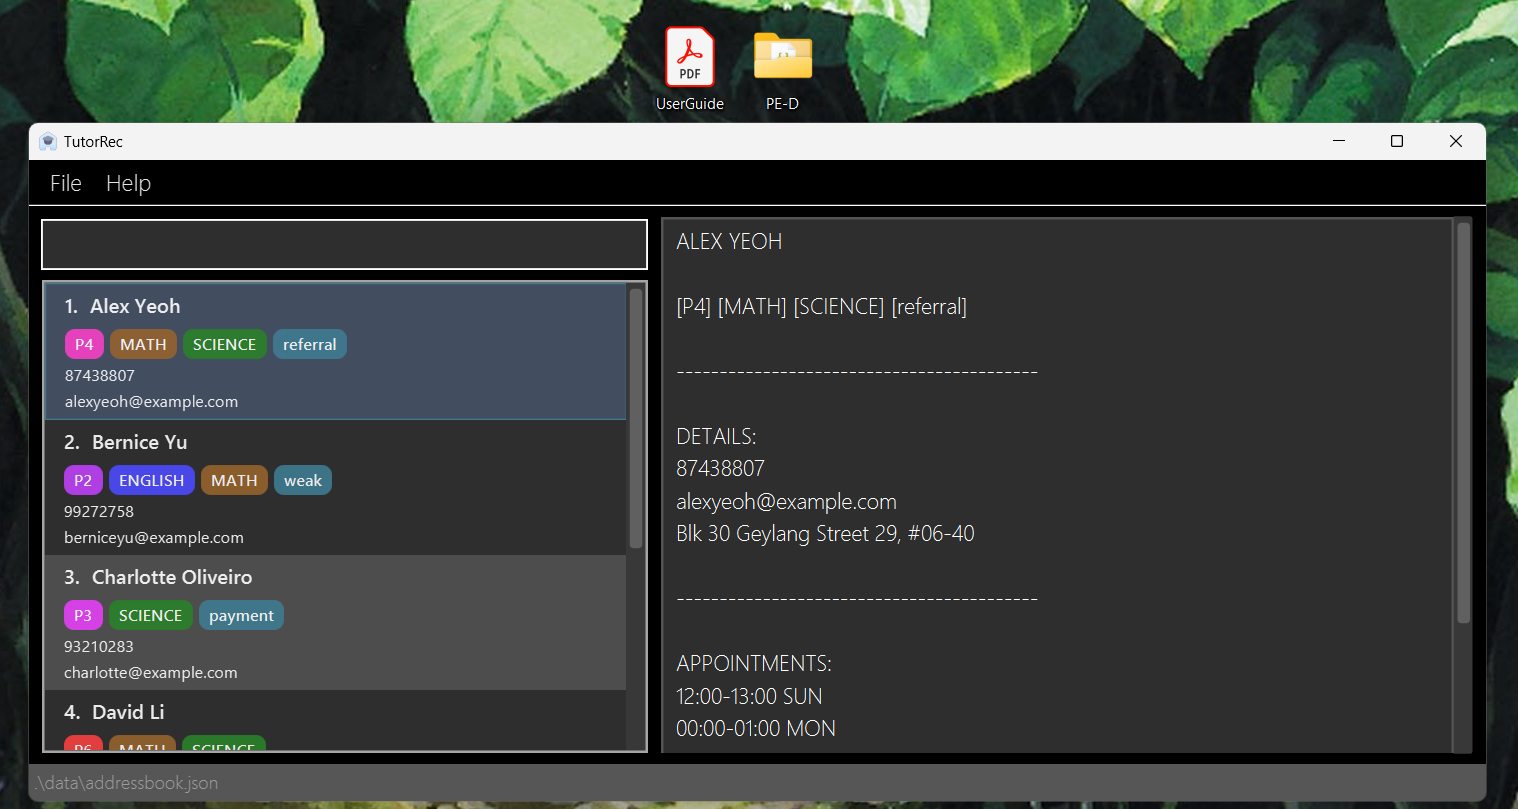 PDF
UserGuide
PE-D
TutorRec
File Help
1. Alex Yeoh
P4 MATH SCIENCE referral
87438807
alexyeoh@example.com
2. Bernice Yu
P2 ENGLISH MATH weak
99272758
berniceyu@example.com
3. Charlotte Oliveiro
P3 SCIENCE payment
93210283
charlotte@example.com
4. David Li
P6 MATH SCIENCE
ALEX YEOH
[P4] [MATH] [SCIENCE] [referral]
------------------------------------------
DETAILS:
87438807
alexyeoh@example.com
Blk 30 Geylang Street 29, #06-40
------------------------------------------
APPOINTMENTS:
12:00-13:00 SUN
00:00-01:00 MON
.\data\addressbook.json